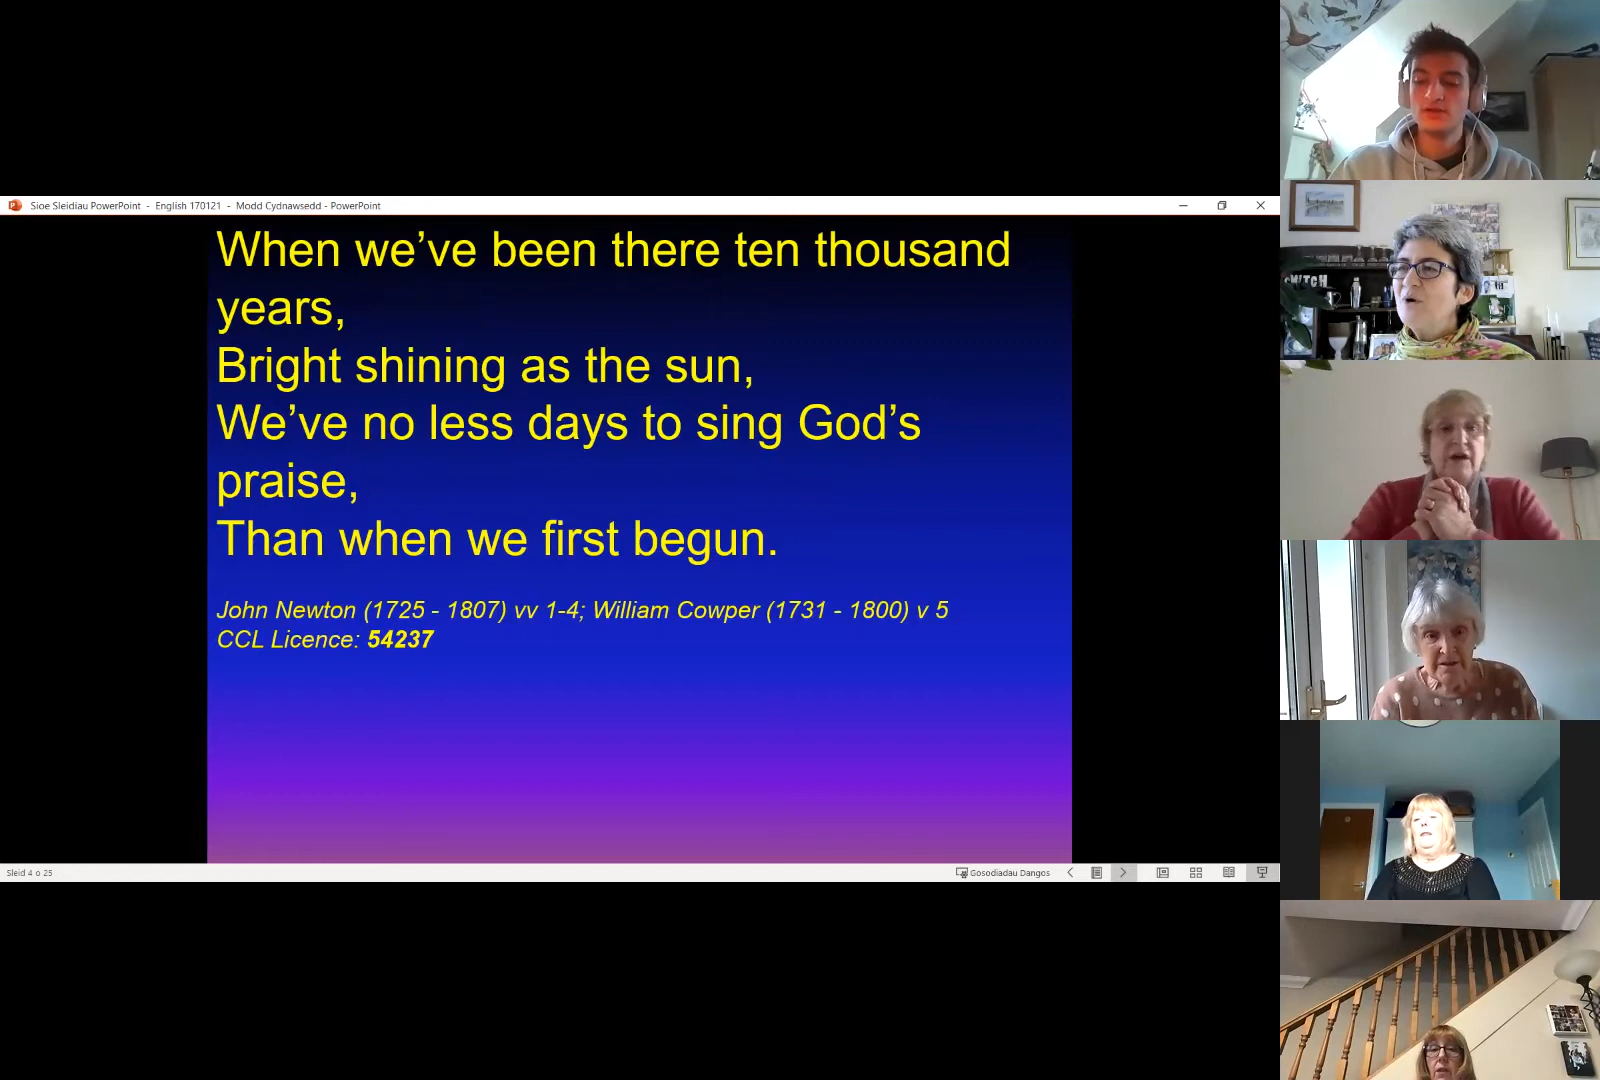 Sioe Sleidiau PowerPoint - English 170121 - Modd Cydnawsedd - PowerPoint
When we’ve been there ten thousand
years,
Bright shining as the sun,
We’ve no less days to sing God’s
praise,
Than when we first begun.
John Newton (1725 - 1807) vv 1-4; William Cowper (1731 - 1800) v 5
CCL Licence: 54237
Sleid 4 o 25
Gosodiadau Dangos